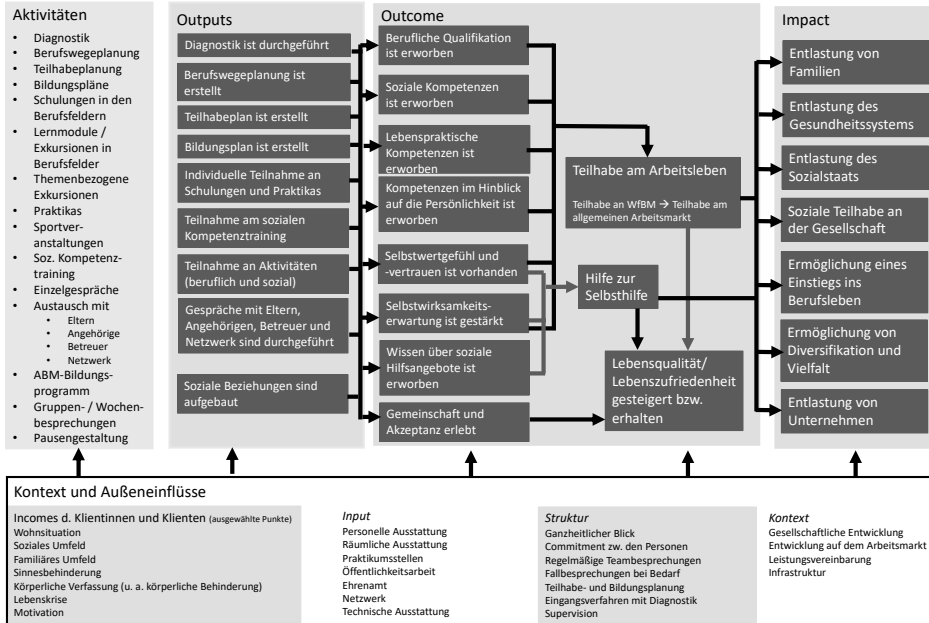 Aktivitäten
• Diagnostik
• Berufswegeplanung
• Teilhabeplanung
• Bildungspläne
• Schulungen in den
Berufsfeldern
• Lernmodule /
Exkursionen in
Berufsfelder
• Themenbezogene
Exkursionen
• Praktikas
• Sportver-
anstaltungen
• Soz. Kompetenz-
training
• Einzelgespräche
• Austausch mit
• Eltern
• Angehörige
• Betreuer
• Netzwerk
• ABM-Bildungs-
programm
• Gruppen- / Wochen-
besprechungen
• Pausengestaltung
Outputs
Diagnostik ist durchgeführt
Berufswegeplanung ist
erstellt
Teilhabeplan ist erstellt
Bildungsplan ist erstellt
Individuelle Teilnahme an
Schulungen und Praktikas
Teilnahme am sozialen
Kompetenztraining
Teilnahme an Aktivitäten
(beruflich und sozial)
Gespräche mit Eltern,
Angehörigen, Betreuer und
Netzwerk sind durchgeführt
Soziale Beziehungen sind
aufgebaut
Outcome
Berufliche Qualifikation
ist erworben
Soziale Kompetenzen
ist erworben
Lebenspraktische
Kompetenzen ist
erworben
Kompetenzen im Hinblick
auf die Persönlichkeit ist
erworben
Selbstwertgefühl und
-vertrauen ist vorhanden
Selbstwirksamkeits-
erwartung ist gestärkt
Wissen über soziale
Hilfsangebote ist
erworben
Gemeinschaft und
Akzeptanz erlebt
Teilhabe am Arbeitsleben
Teilhabe an WfBM → Teilhabe am
allgemeinen Arbeitsmarkt
Hilfe zur
Selbsthilfe
Lebensqualität/
Lebenszufriedenheit
gesteigert bzw.
erhalten
Impact
Entlastung von
Familien
Entlastung des
Gesundheitssystems
Entlastung des
Sozialstaats
Soziale Teilhabe an
der Gesellschaft
Ermöglichung eines
Einstiegs ins
Berufsleben
Ermöglichung von
Diversifikation und
Vielfalt
Entlastung von
Unternehmen
Kontext und Außeneinflüsse
Incomes d. Klientinnen und Klienten (ausgewählte Punkte)
Wohnsituation
Soziales Umfeld
Familiäres Umfeld
Sinnesbehinderung
Körperliche Verfassung (u. a. körperliche Behinderung)
Lebenskrise
Motivation
Input
Personelle Ausstattung
Räumliche Ausstattung
Praktikumsstellen
Öffentlichkeitsarbeit
Ehrenamt
Netzwerk
Technische Ausstattung
Struktur
Ganzheitlicher Blick
Commitment zw. den Personen
Regelmäßige Teambesprechungen
Fallbesprechungen bei Bedarf
Teilhabe- und Bildungsplanung
Eingangsverfahren mit Diagnostik
Supervision
Kontext
Gesellschaftliche Entwicklung
Entwicklung auf dem Arbeitsmarkt
Leistungsvereinbarung
Infrastruktur